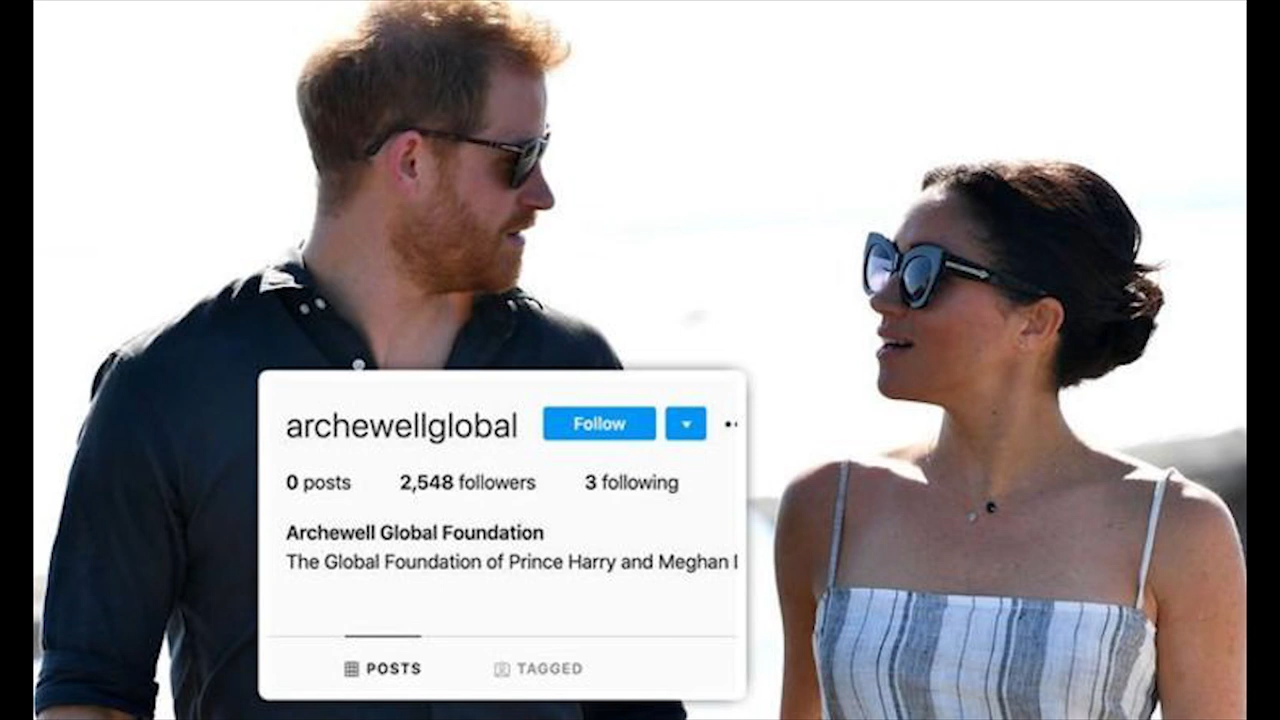 archewellglobal Follow
0 posts 2,548 followers 3 following
Archewell Global Foundation
The Global Foundation of Prince Harry and Meghan
POSTS TAGGED